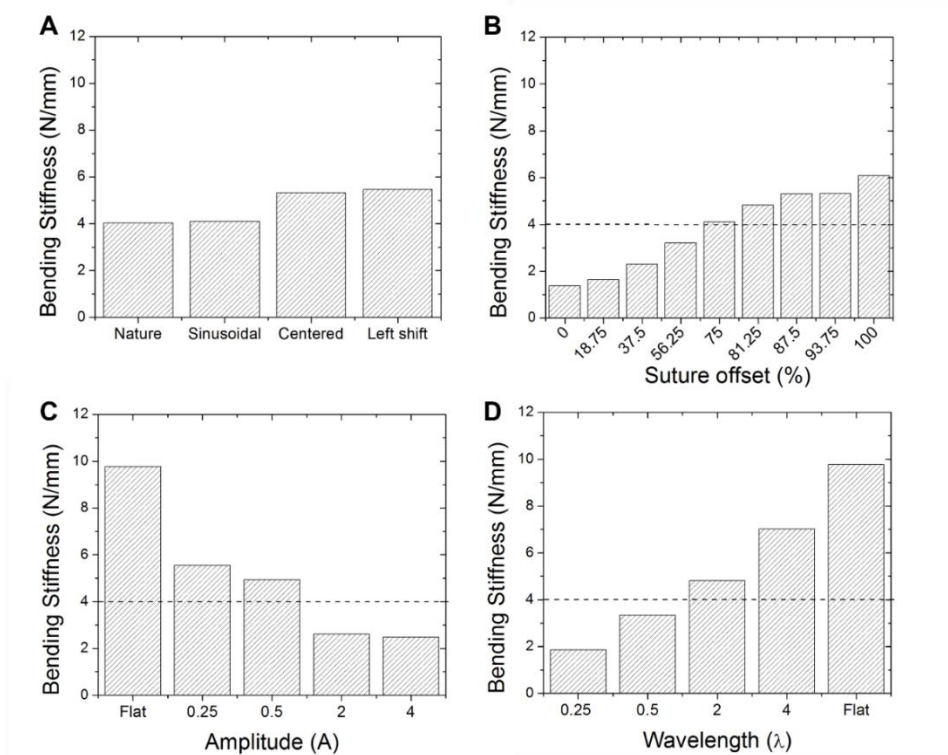 A
Bending Stiffness (N/mm)
12
10
8
6
4
2
0
Nature Sinusoidal Centered Left shift
B
Bending Stiffness (N/mm)
12
10
8
6
4
2
0
0 18.75 37.5 56.25 75 81.25 87.5 93.75 100
Suture offset (%)
C
Bending Stiffness (N/mm)
12
10
8
6
4
2
0
Flat 0.25 0.5 2 4
Amplitude (A)
D
Bending Stiffness (N/mm)
12
10
8
6
4
2
0
0.25 0.5 2 4 Flat
Wavelength (λ)